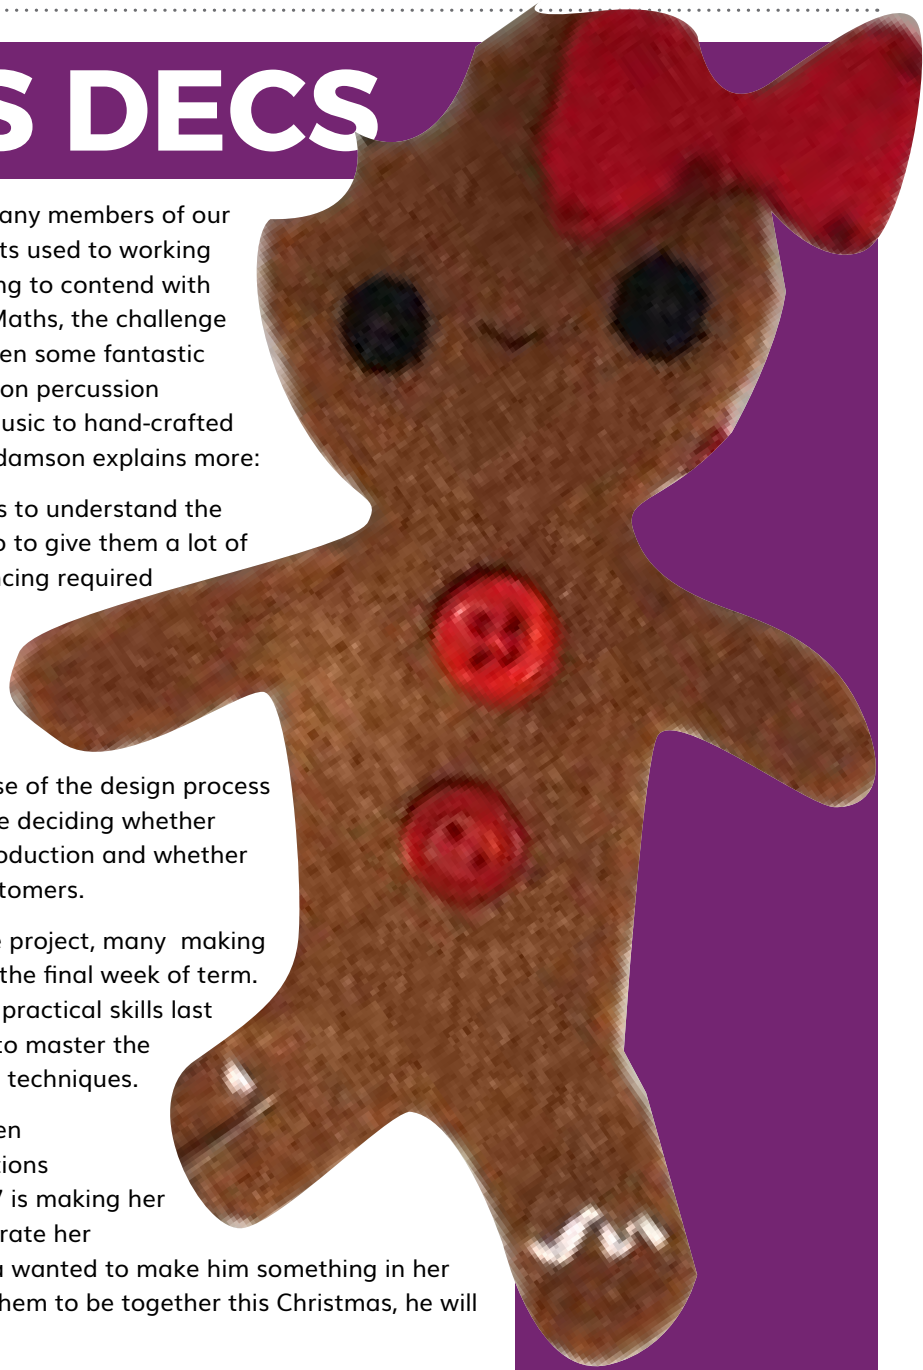 S DECS
any members of our
ts used to working
ng to contend with
Maths, the challenge
en some fantastic
on percussion
usic to hand-crafted
damson explains more:
s to understand the
o to give them a lot of
ncing required
se of the design process
e deciding whether
oduction and whether
tomers.
e project, many making
the final week of term.
practical skills last
to master the
techniques.
en
tions
7 is making her
rate her
a wanted to make him something in her
them to be together this Christmas, he will